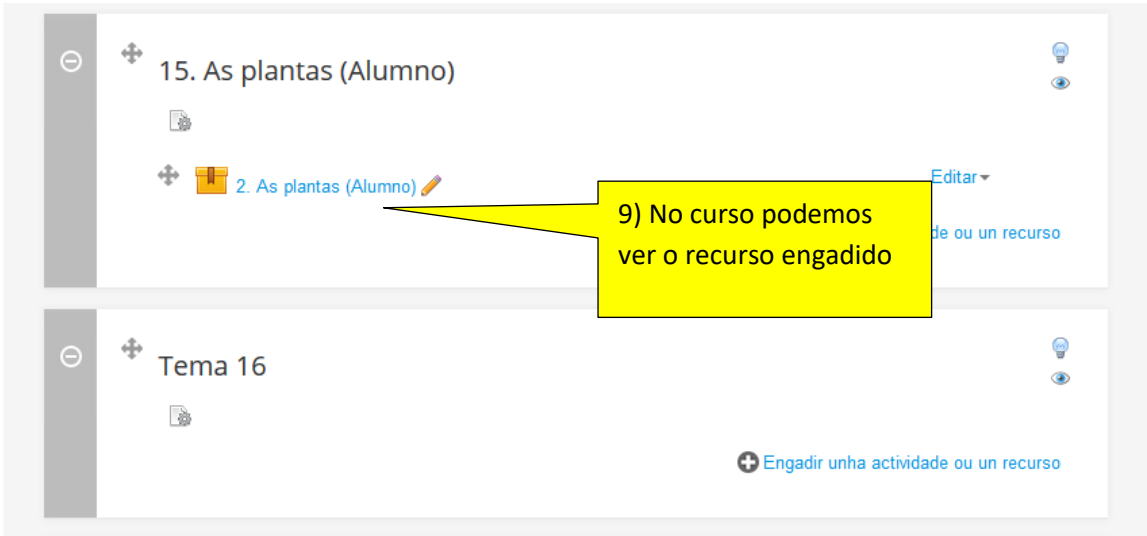 15. As plantas (Alumno)
2. As plantas (Alumno)
Editar
9) No curso podemos
ver o recurso engadido
de ou un recurso
Tema 16
Engadir unha actividade ou un recurso